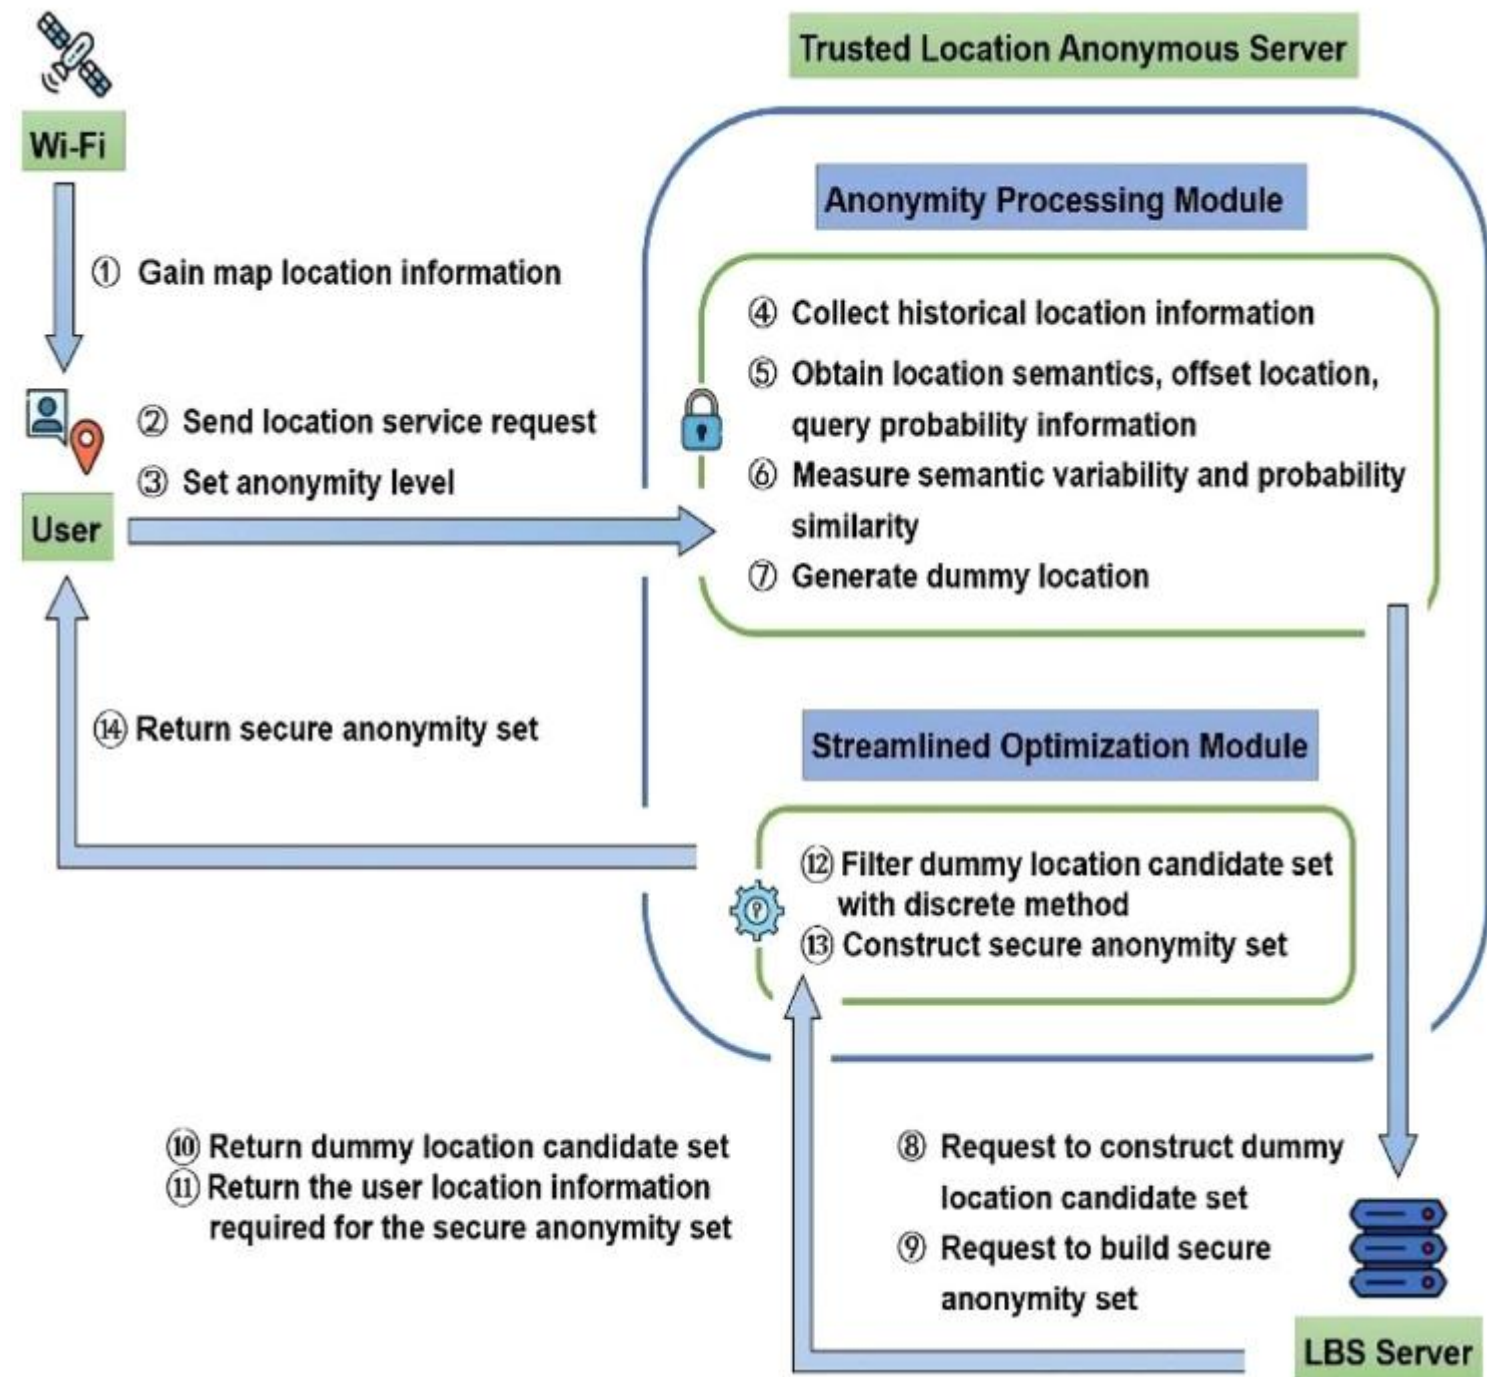 Trusted Location Anonymous Server
Wi-Fi
Anonymity Processing Module
① Gain map location information
④ Collect historical location information
⑤ Obtain location semantics, offset location,
query probability information
② Send location service request
③ Set anonymity level
⑥ Measure semantic variability and probability
similarity
User
⑦ Generate dummy location
⑭ Return secure anonymity set
Streamlined Optimization Module
⑫ Filter dummy location candidate set
with discrete method
⑬ Construct secure anonymity set
⑩ Return dummy location candidate set
⑪ Return the user location information
required for the secure anonymity set
⑧ Request to construct dummy
location candidate set
⑨ Request to build secure
anonymity set
LBS Server